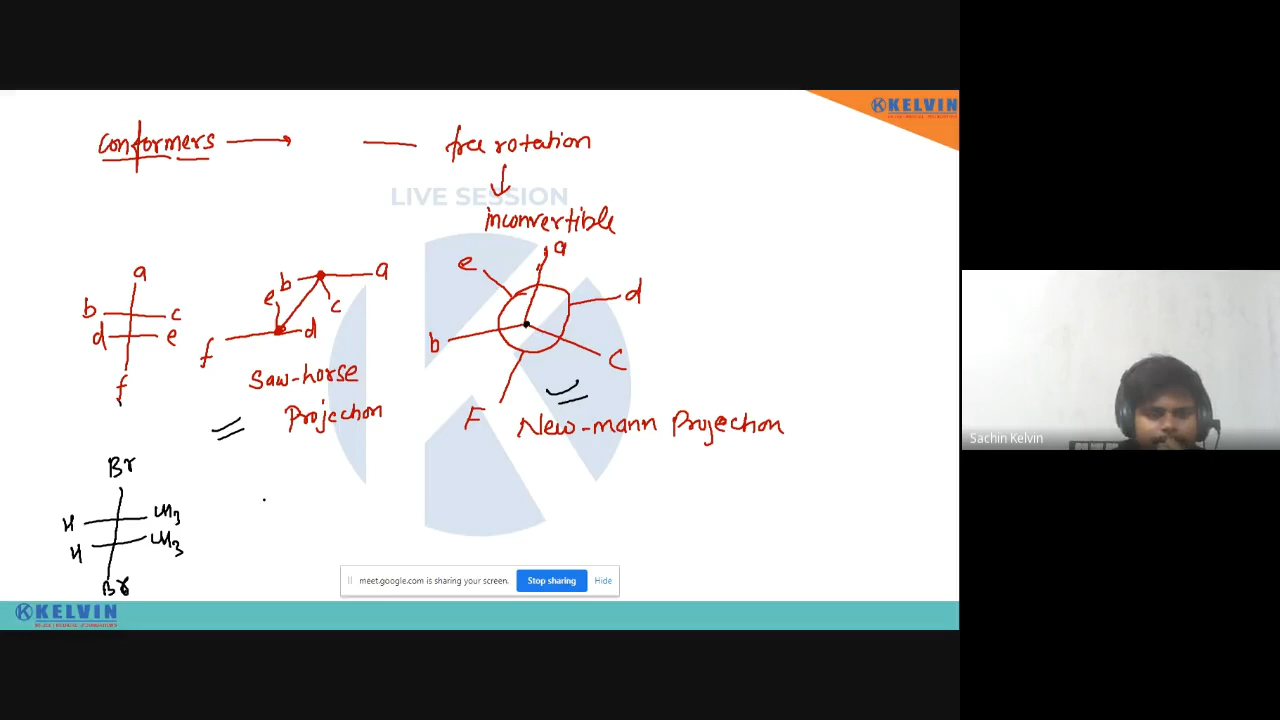 KELVIN
conformers → — free rotation
↓
LIVE SESSION
inconvertible
a
b c
d e
f
b a
e c
f d
Saw-horse
Projection
a
e d
b c
F
New-mann Projection
Br
H CH3
H CH3
Br
meet.google.com is sharing your screen. Stop sharing Hide
KELVIN
Sachin Kelvin